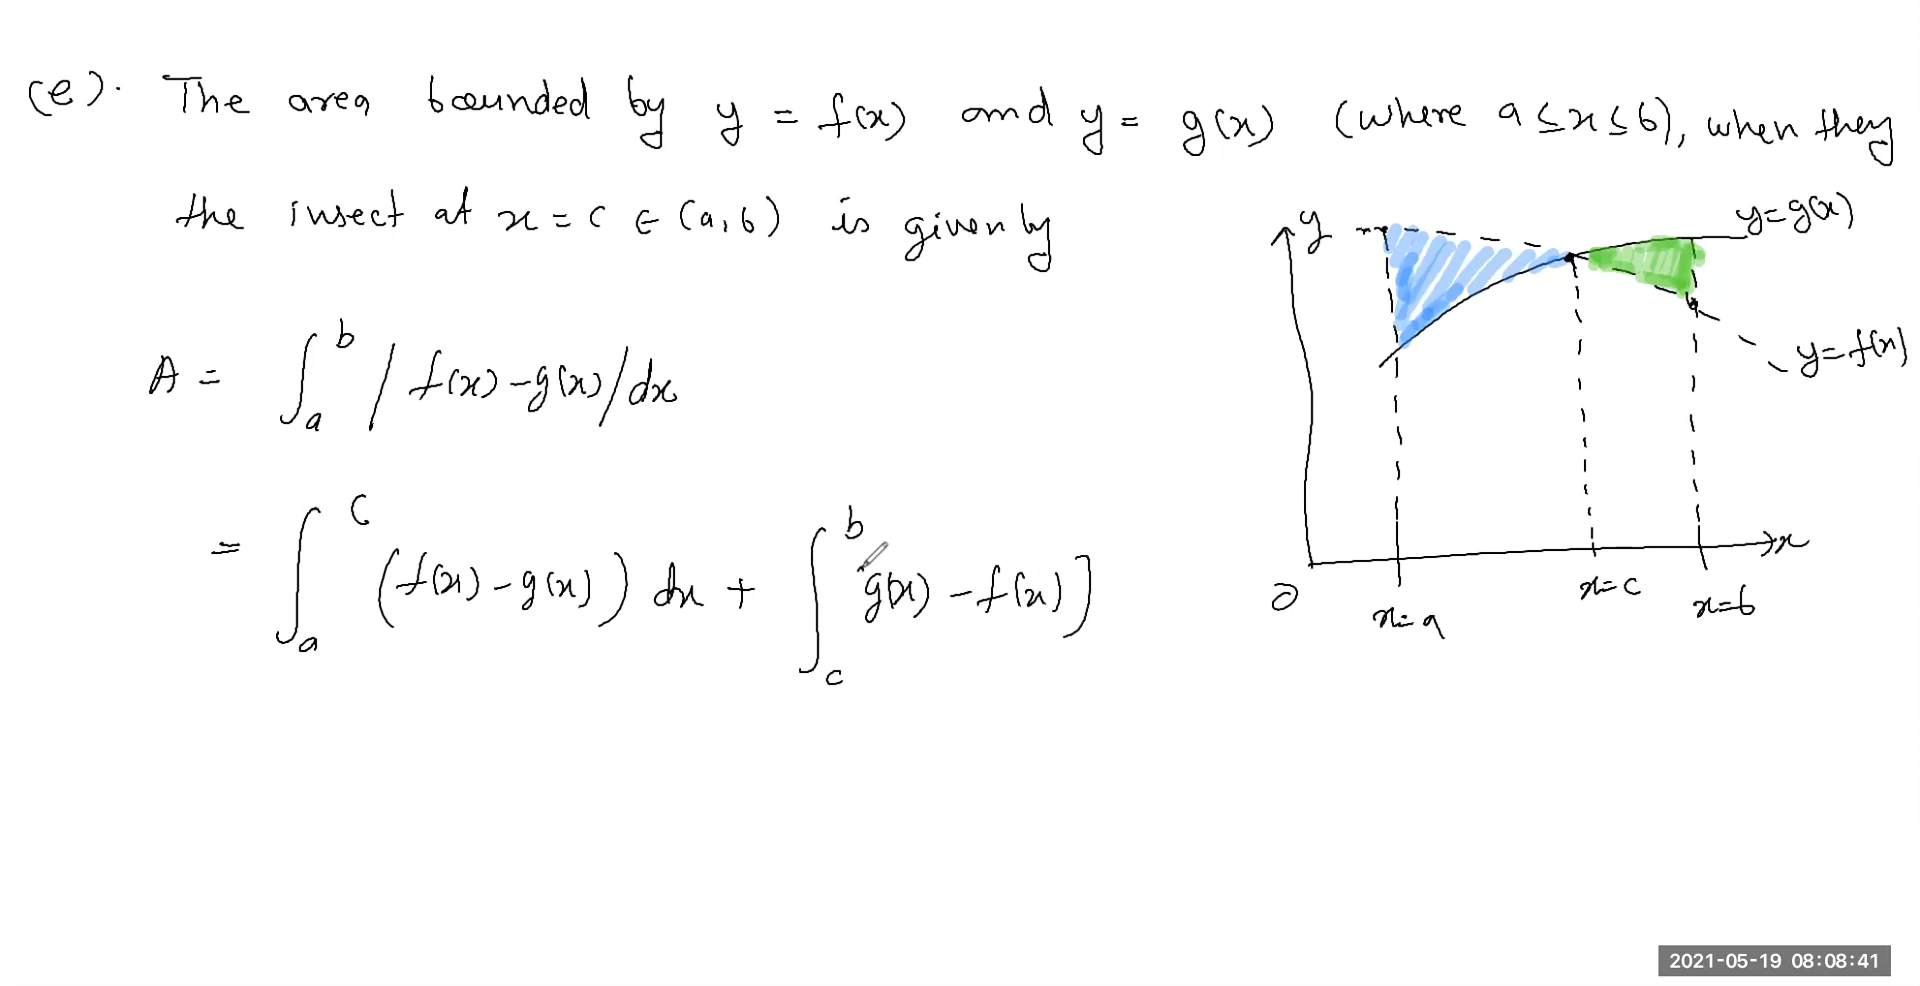 (e). The area bounded by y = f(x) and y = g(x) (where a ≤ x ≤ b), when they
the insect at x = c ∈ (a, b) is given by
y
y=g(x)
A = ∫_a^b |f(x) - g(x)| dx
y=f(x)
= ∫_a^c (f(x) - g(x)) dx + ∫_c^b g(x) - f(x)]
x
0
x=a
x=c
x=b
2021-05-19 08:08:41